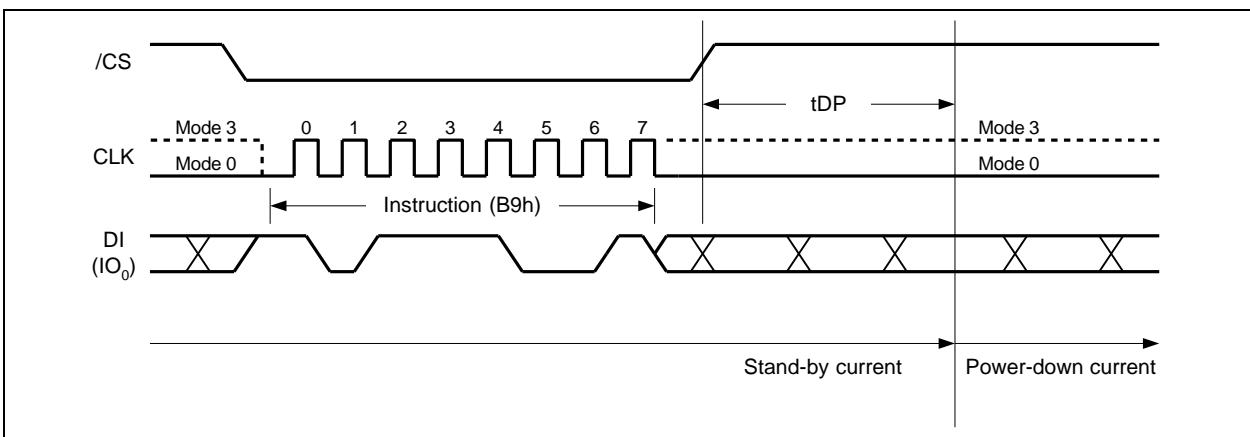 /CS
tDP
Mode 3 0 1 2 3 4 5 6 7 Mode 3
CLK
Mode 0 Mode 0
Instruction (B9h)
DI
(IO₀)
Stand-by current Power-down current